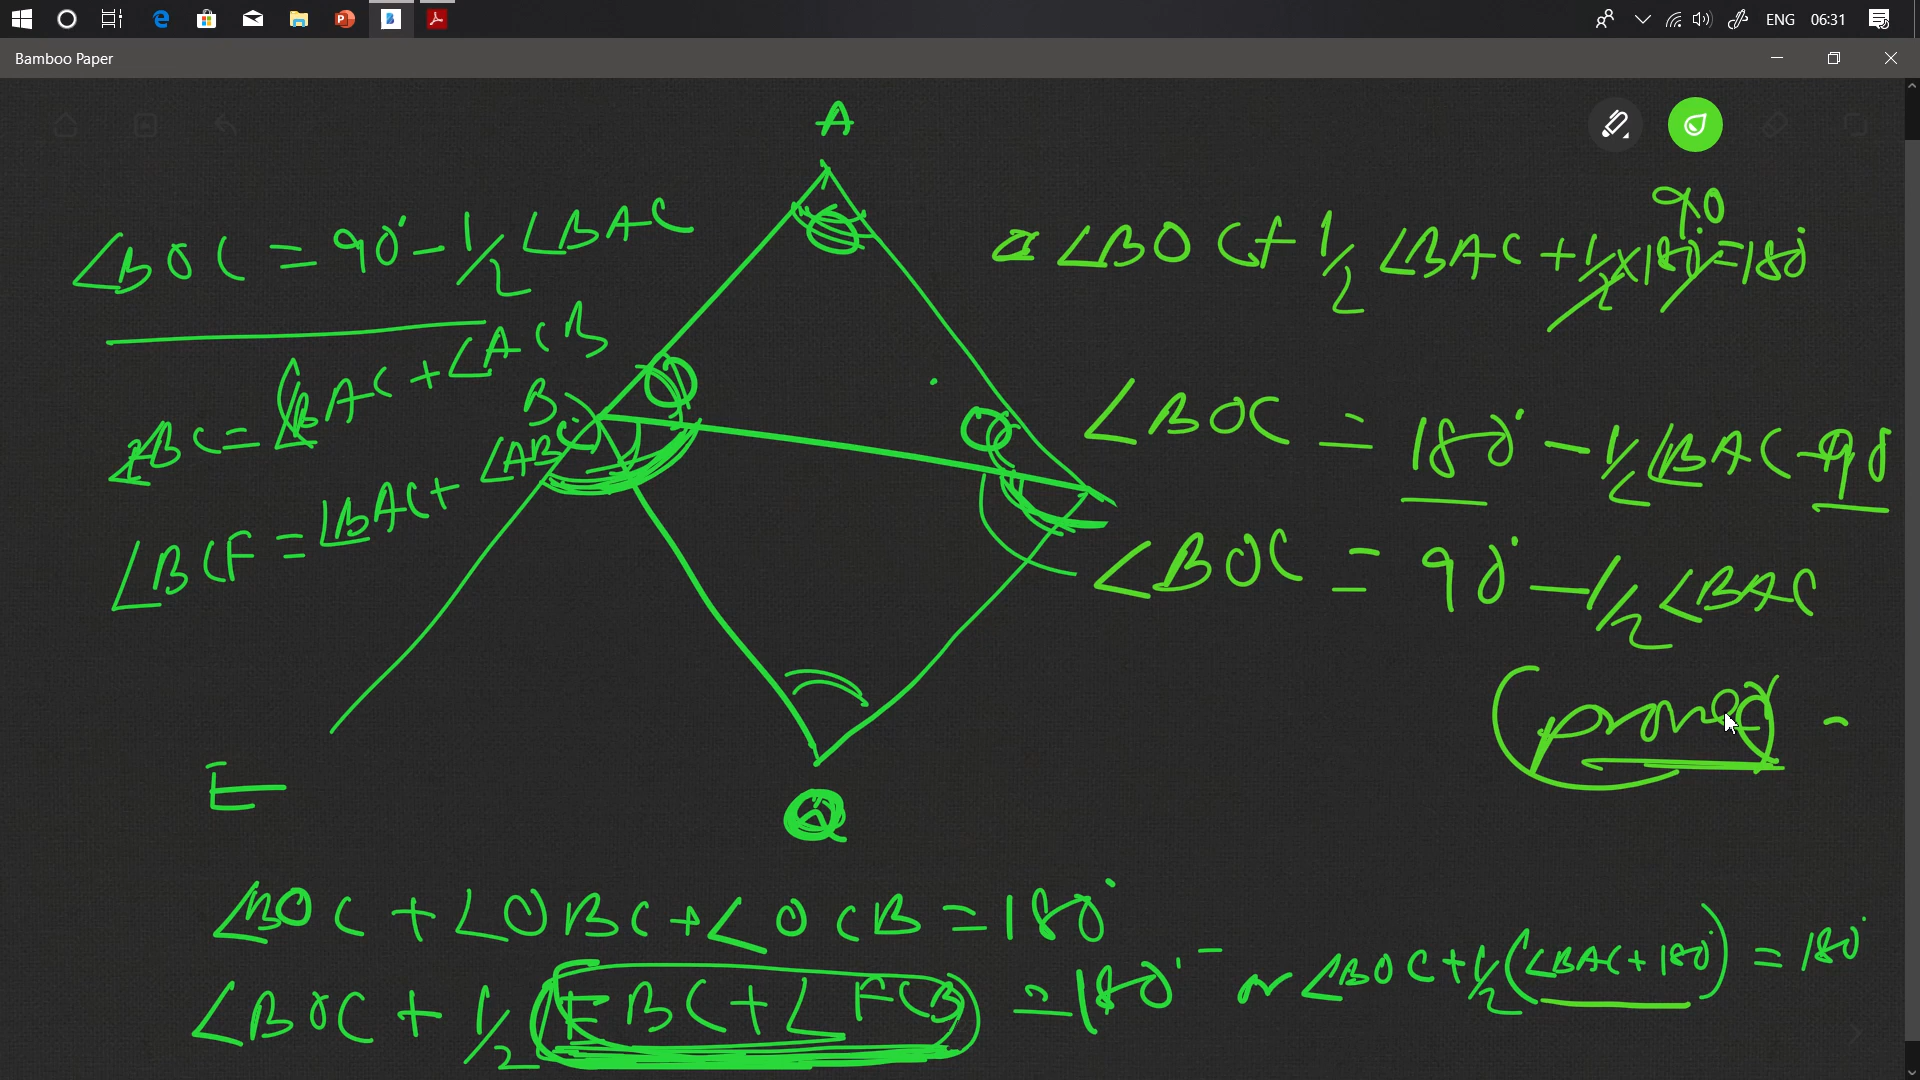 ENG 06:31
Bamboo Paper
A
∠BOC = 90° - 1/2 ∠BAC
∠BAC + ∠ACB
B
∠BCF = ∠BAC + ∠ABC
E
90
∠BOC + 1/2 ∠BAC + 1/2 × 180° = 180°
∠BOC = 180° - 1/2 ∠BAC - 90
∠BOC = 90° - 1/2 ∠BAC
(proved)
∠BOC + ∠OBC + ∠OCB = 180°
∠BOC + 1/2 (EBC + ∠FCB) = 180°
or ∠BOC + 1/2 (∠BAC + 180°) = 180°